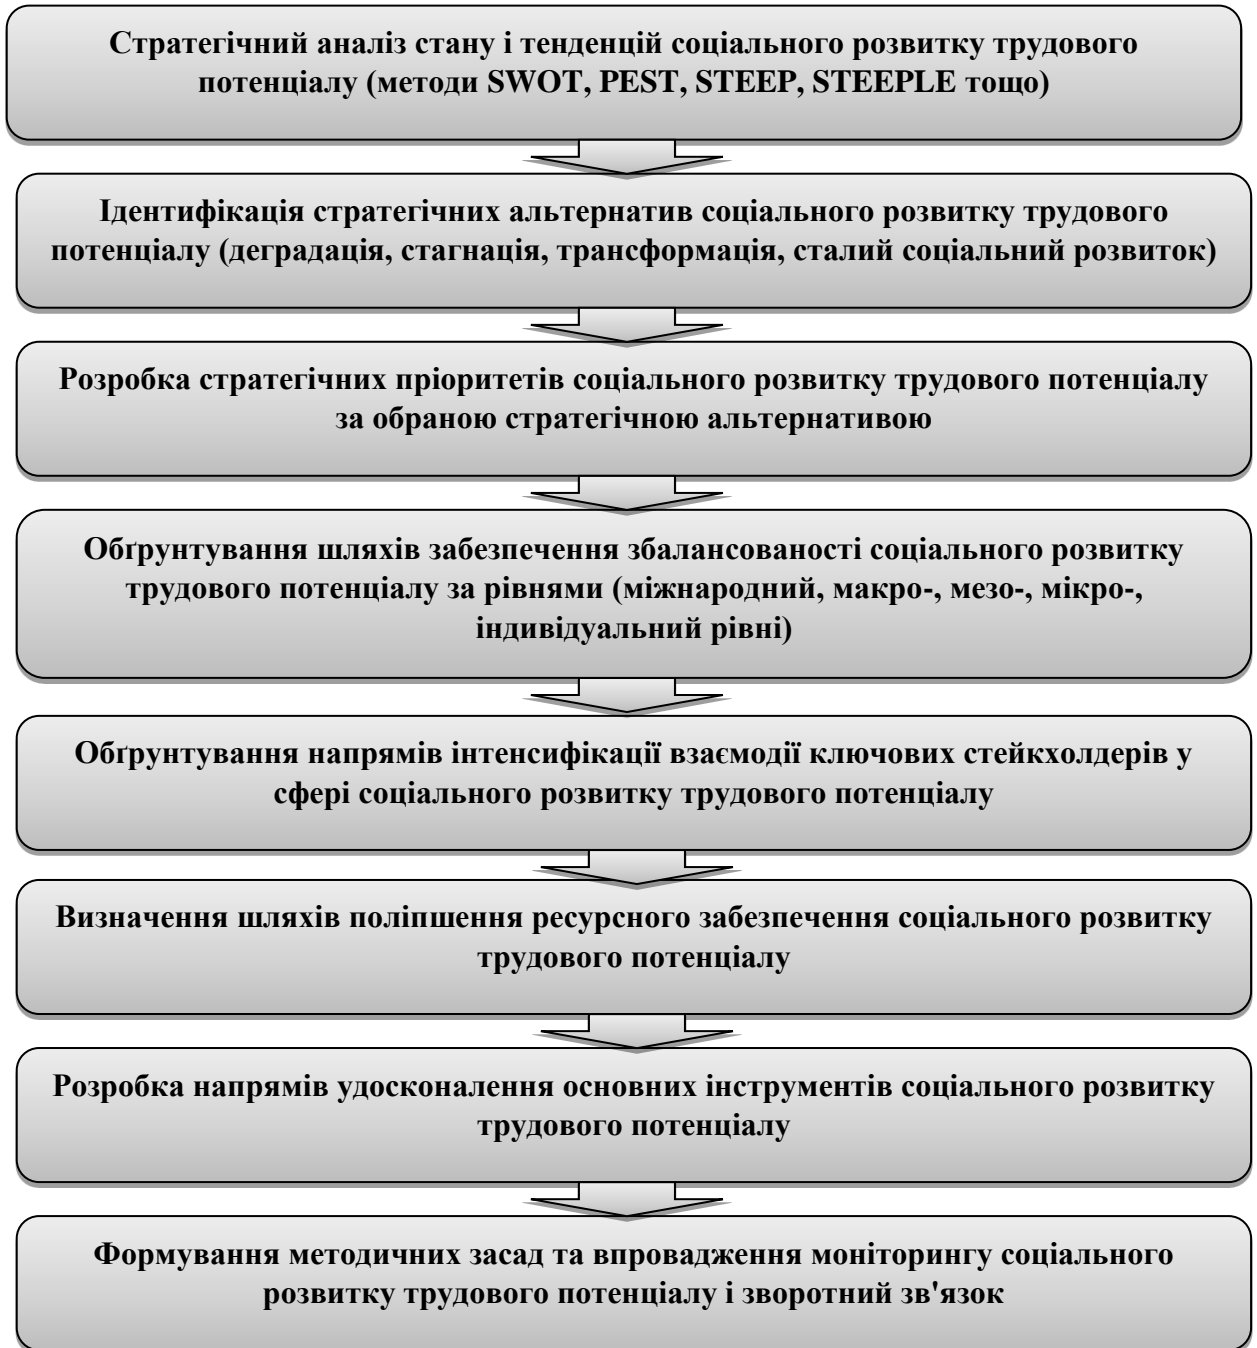 Стратегічний аналіз стану і тенденцій соціального розвитку трудового
потенціалу (методи SWOT, PEST, STEEP, STEEPLE тощо)
Ідентифікація стратегічних альтернатив соціального розвитку трудового
потенціалу (деградація, стагнація, трансформація, сталий соціальний розвиток)
Розробка стратегічних пріоритетів соціального розвитку трудового потенціалу
за обраною стратегічною альтернативою
Обґрунтування шляхів забезпечення збалансованості соціального розвитку
трудового потенціалу за рівнями (міжнародний, макро-, мезо-, мікро-,
індивідуальний рівні)
Обґрунтування напрямів інтенсифікації взаємодії ключових стейкхолдерів у
сфері соціального розвитку трудового потенціалу
Визначення шляхів поліпшення ресурсного забезпечення соціального розвитку
трудового потенціалу
Розробка напрямів удосконалення основних інструментів соціального розвитку
трудового потенціалу
Формування методичних засад та впровадження моніторингу соціального
розвитку трудового потенціалу і зворотний зв'язок